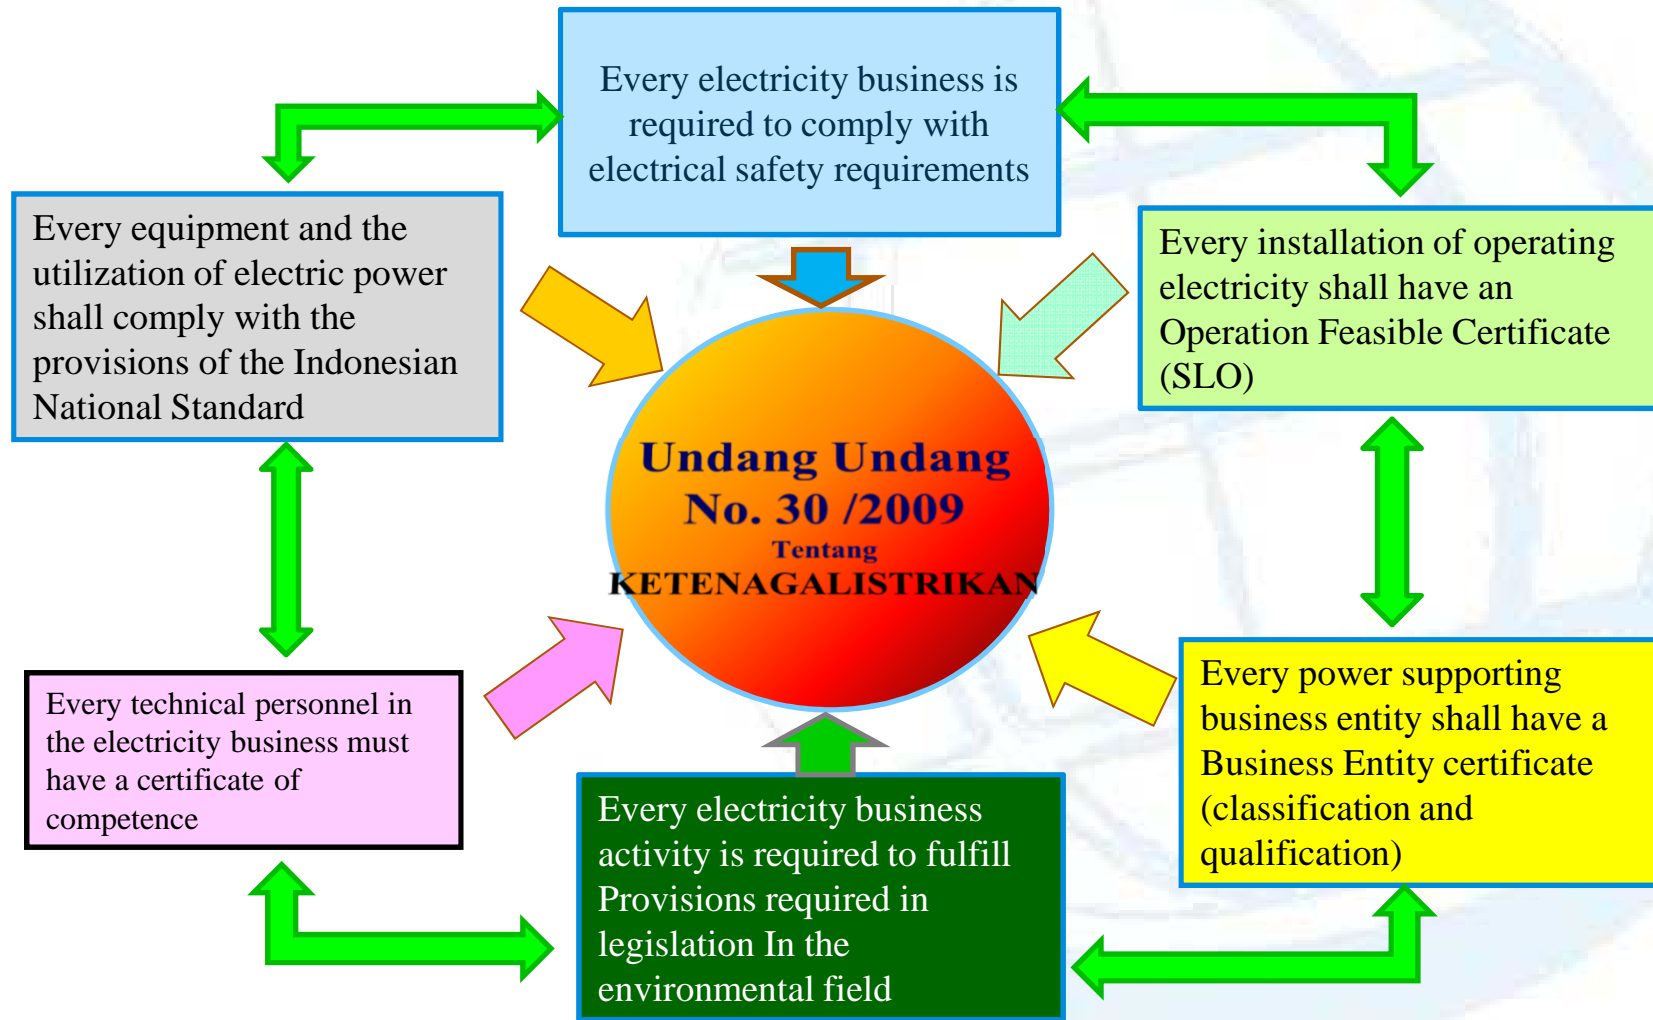 Every electricity business is
required to comply with
electrical safety requirements
Every equipment and the
utilization of electric power
shall comply with the
provisions of the Indonesian
National Standard
Every installation of operating
electricity shall have an
Operation Feasible Certificate
(SLO)
Undang Undang
No. 30 /2009
Tentang
KETENAGALISTRIKAN
Every technical personnel in
the electricity business must
have a certificate of
competence
Every electricity business
activity is required to fulfill
Provisions required in
legislation In the
environmental field
Every power supporting
business entity shall have a
Business Entity certificate
(classification and
qualification)